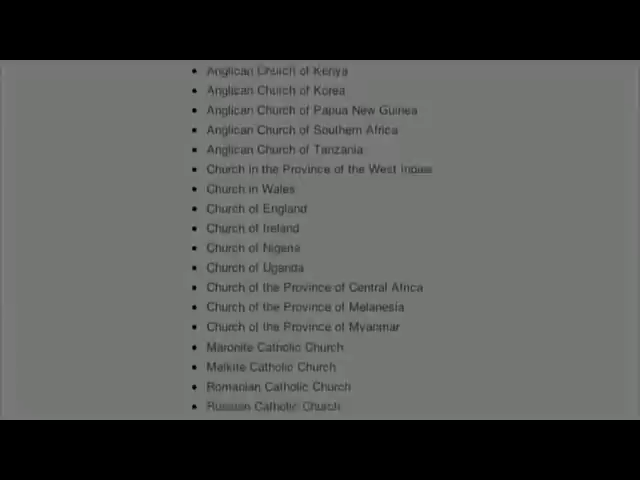 Anglican Church of Kenya
Anglican Church of Korea
Anglican Church of Papua New Guinea
Anglican Church of Southern Africa
Anglican Church of Tanzania
Church in the Province of the West Indies
Church in Wales
Church of England
Church of Ireland
Church of Nigeria
Church of Uganda
Church of the Province of Central Africa
Church of the Province of Melanesia
Church of the Province of Myanmar
Maronite Catholic Church
Melkite Catholic Church
Romanian Catholic Church
Russian Catholic Church